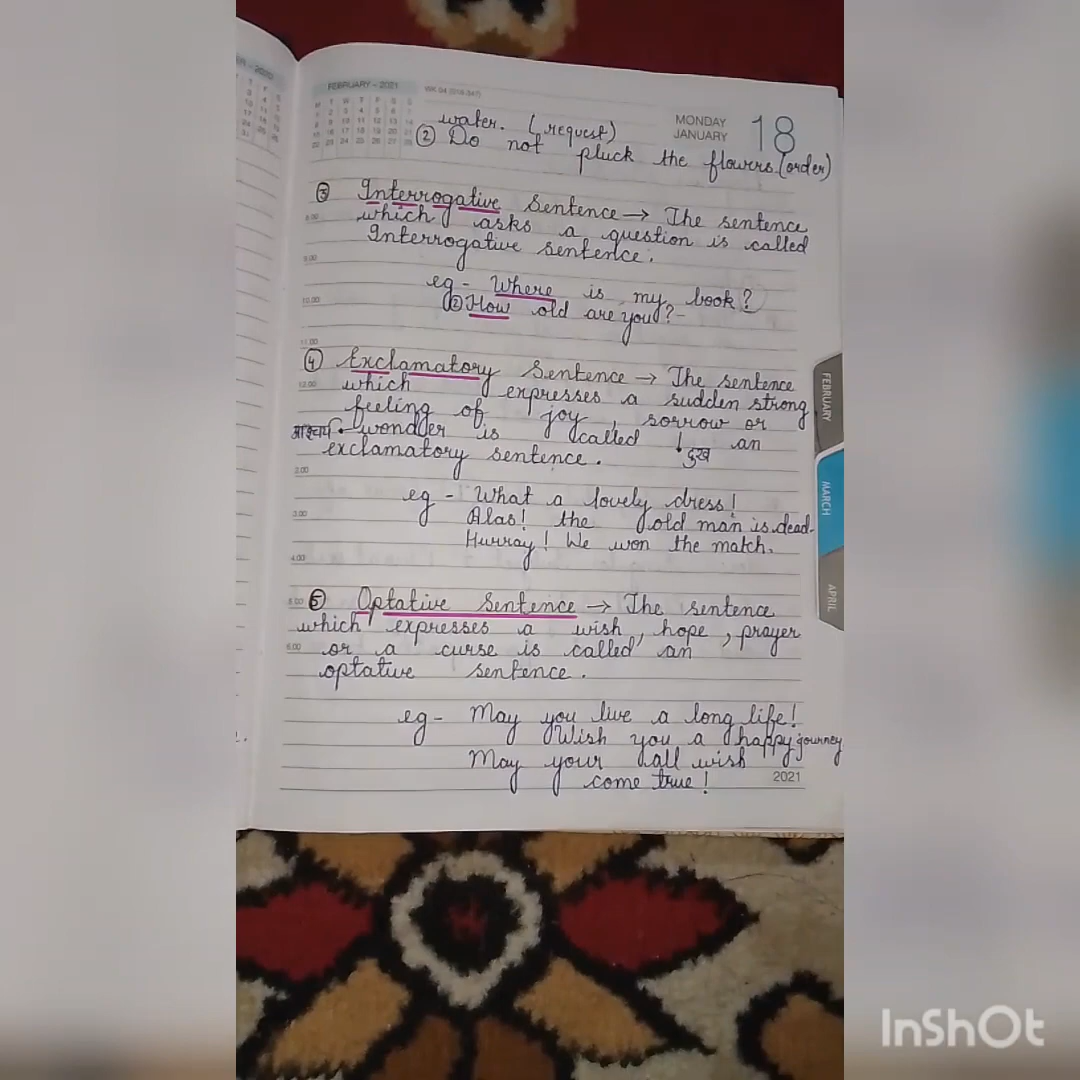 FEBRUARY - 2021
WK 04 (018-347)
MONDAY
JANUARY
18
water. (request)
② Do not pluck the flowers. (order)
③ Interrogative Sentence → The sentence
which asks a question is called
Interrogative sentence.
eg - Where is my book?
② How old are you?
④ Exclamatory Sentence → The sentence
which expresses a sudden strong
feeling of joy, sorrow or
आश्चर्य • wonder is called ↓ an
दुख
exclamatory sentence.
eg - What a lovely dress!
Alas! the old man is dead.
Hurray! We won the match.
⑤ Optative Sentence → The sentence
which expresses a wish, hope, prayer
or a curse is called an
optative sentence.
eg - May you live a long life!
Wish you a happy journey
May your all wish
come true!
2021
FEBRUARY
MARCH
APRIL
InShOt